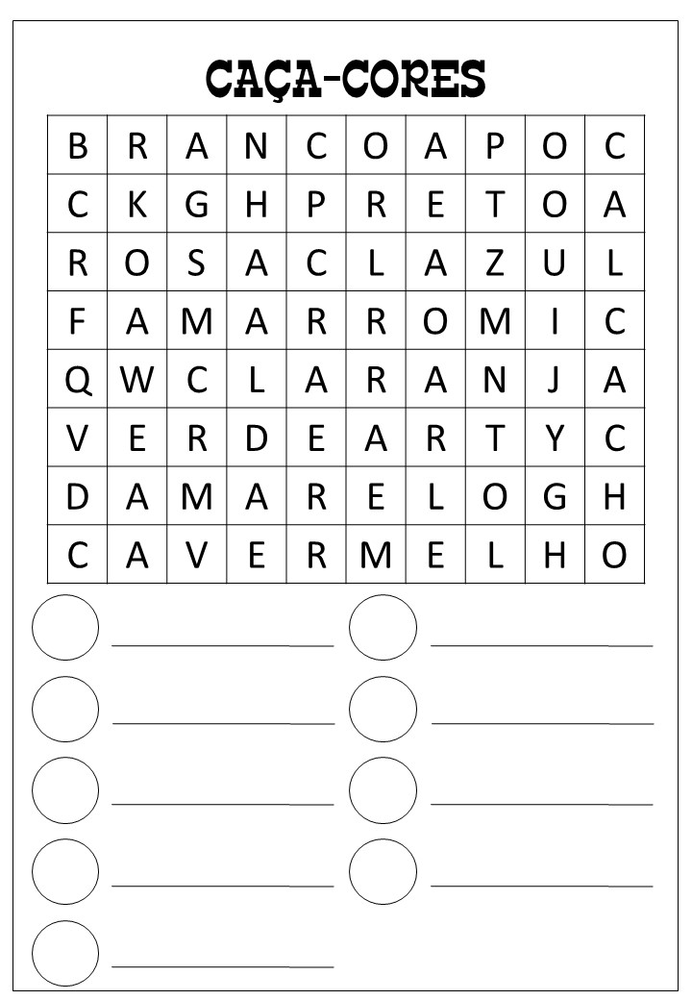 CAÇA-CORES
B R A N C O A P O C
C K G H P R E T O A
R O S A C L A Z U L
F A M A R R O M I C
Q W C L A R A N J A
V E R D E A R T Y C
D A M A R E L O G H
C A V E R M E L H O